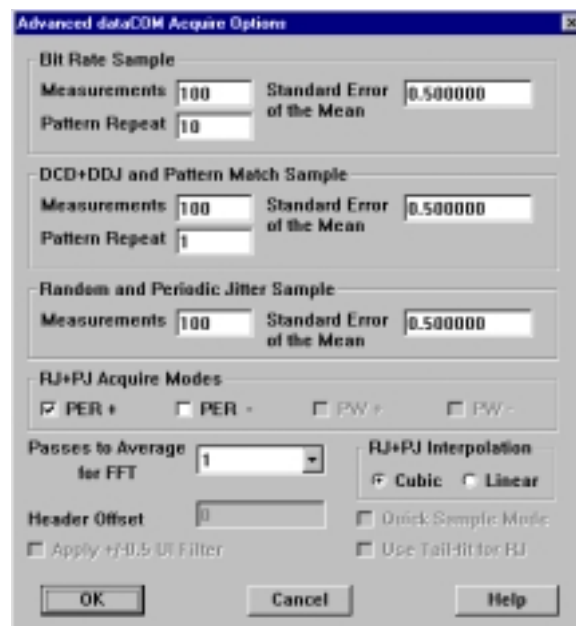 Advanced dataCOM Acquire Options
Bit Rate Sample
Measurements 100 Standard Error of the Mean 0.500000
Pattern Repeat 10
DCD+DDJ and Pattern Match Sample
Measurements 100 Standard Error of the Mean 0.500000
Pattern Repeat 1
Random and Periodic Jitter Sample
Measurements 100 Standard Error of the Mean 0.500000
RJ+PJ Acquire Modes
PER + PER - PW + PW -
Passes to Average for FFT 1
RJ+PJ Interpolation
Cubic Linear
Header Offset 0
Quick Sample Mode
Apply +/-0.5 UI Filter
Use Tail-fit for RJ
OK Cancel Help